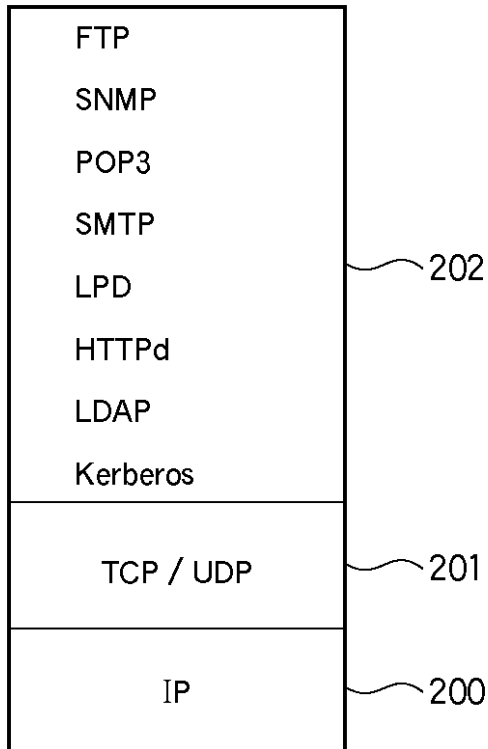 FTP
SNMP
POP3
SMTP
202
LPD
HTTPd
LDAP
Kerberos
TCP / UDP
201
IP
200